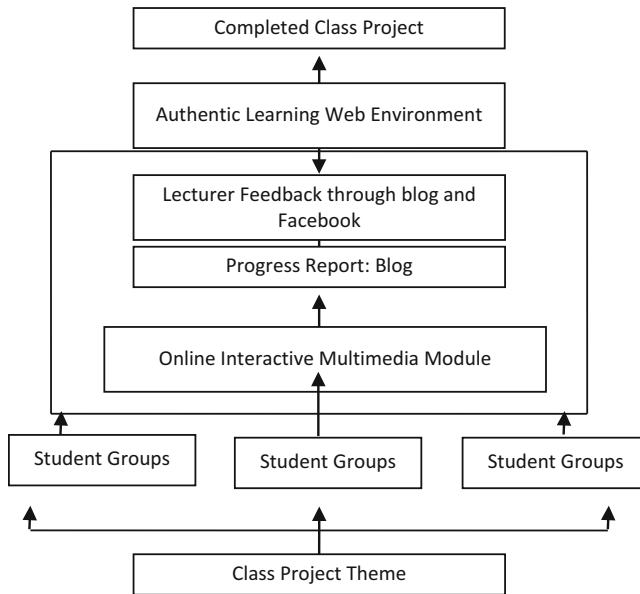 Completed Class Project
Authentic Learning Web Environment
Lecturer Feedback through blog and
Facebook
Progress Report: Blog
Online Interactive Multimedia Module
Student Groups
Student Groups
Student Groups
Class Project Theme